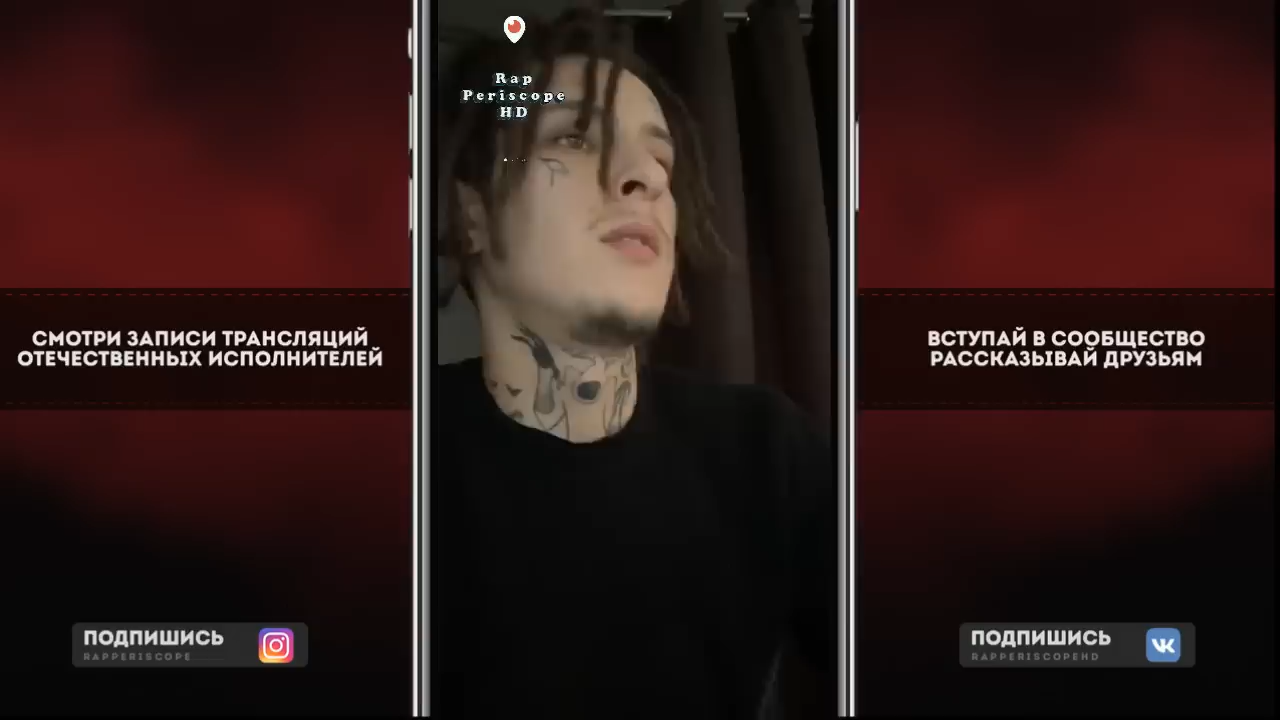 Rap
Periscope
HD
СМОТРИ ЗАПИСИ ТРАНСЛЯЦИЙ
ОТЕЧЕСТВЕННЫХ ИСПОЛНИТЕЛЕЙ
ВСТУПАЙ В СООБЩЕСТВО
РАССКАЗЫВАЙ ДРУЗЬЯМ
ПОДПИШИСЬ
RAPPERISCOPE
ПОДПИШИСЬ
RAPPERISCOPEHD